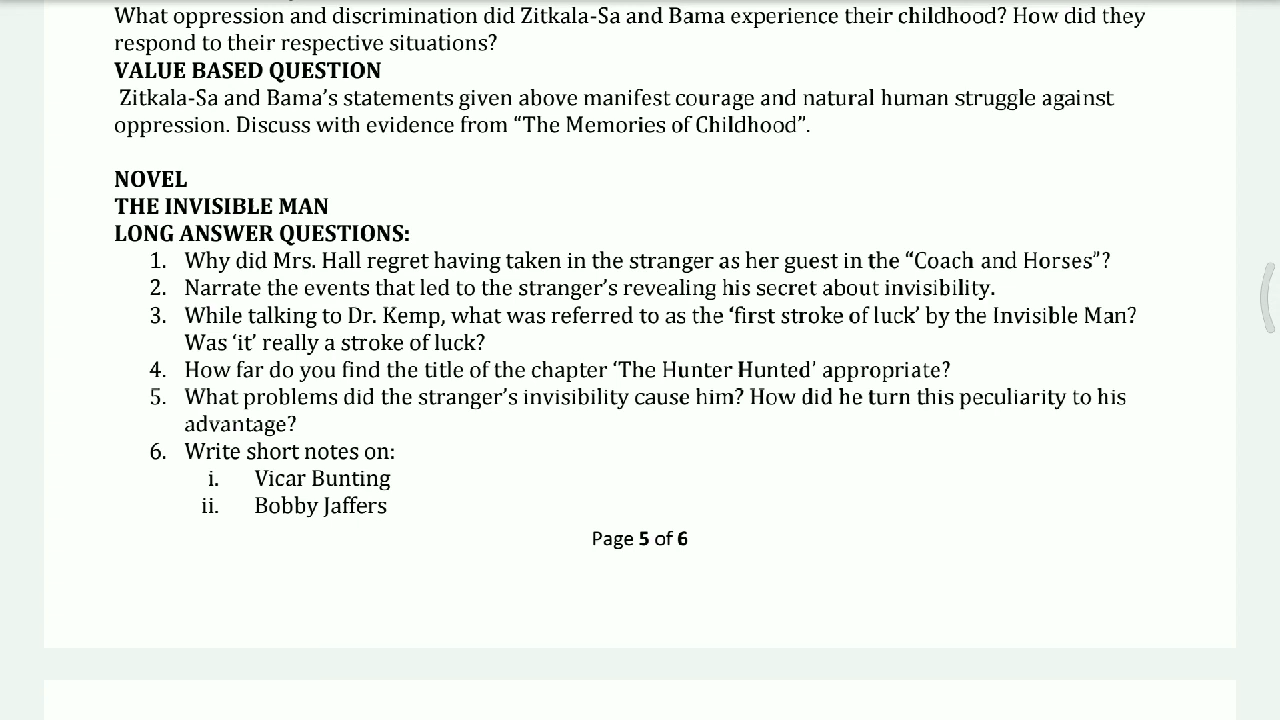 What oppression and discrimination did Zitkala-Sa and Bama experience their childhood? How did they
respond to their respective situations?
VALUE BASED QUESTION
Zitkala-Sa and Bama’s statements given above manifest courage and natural human struggle against
oppression. Discuss with evidence from “The Memories of Childhood”.
NOVEL
THE INVISIBLE MAN
LONG ANSWER QUESTIONS:
1. Why did Mrs. Hall regret having taken in the stranger as her guest in the “Coach and Horses”?
2. Narrate the events that led to the stranger’s revealing his secret about invisibility.
3. While talking to Dr. Kemp, what was referred to as the ‘first stroke of luck’ by the Invisible Man?
Was ‘it’ really a stroke of luck?
4. How far do you find the title of the chapter ‘The Hunter Hunted’ appropriate?
5. What problems did the stranger’s invisibility cause him? How did he turn this peculiarity to his
advantage?
6. Write short notes on:
i. Vicar Bunting
ii. Bobby Jaffers
Page 5 of 6